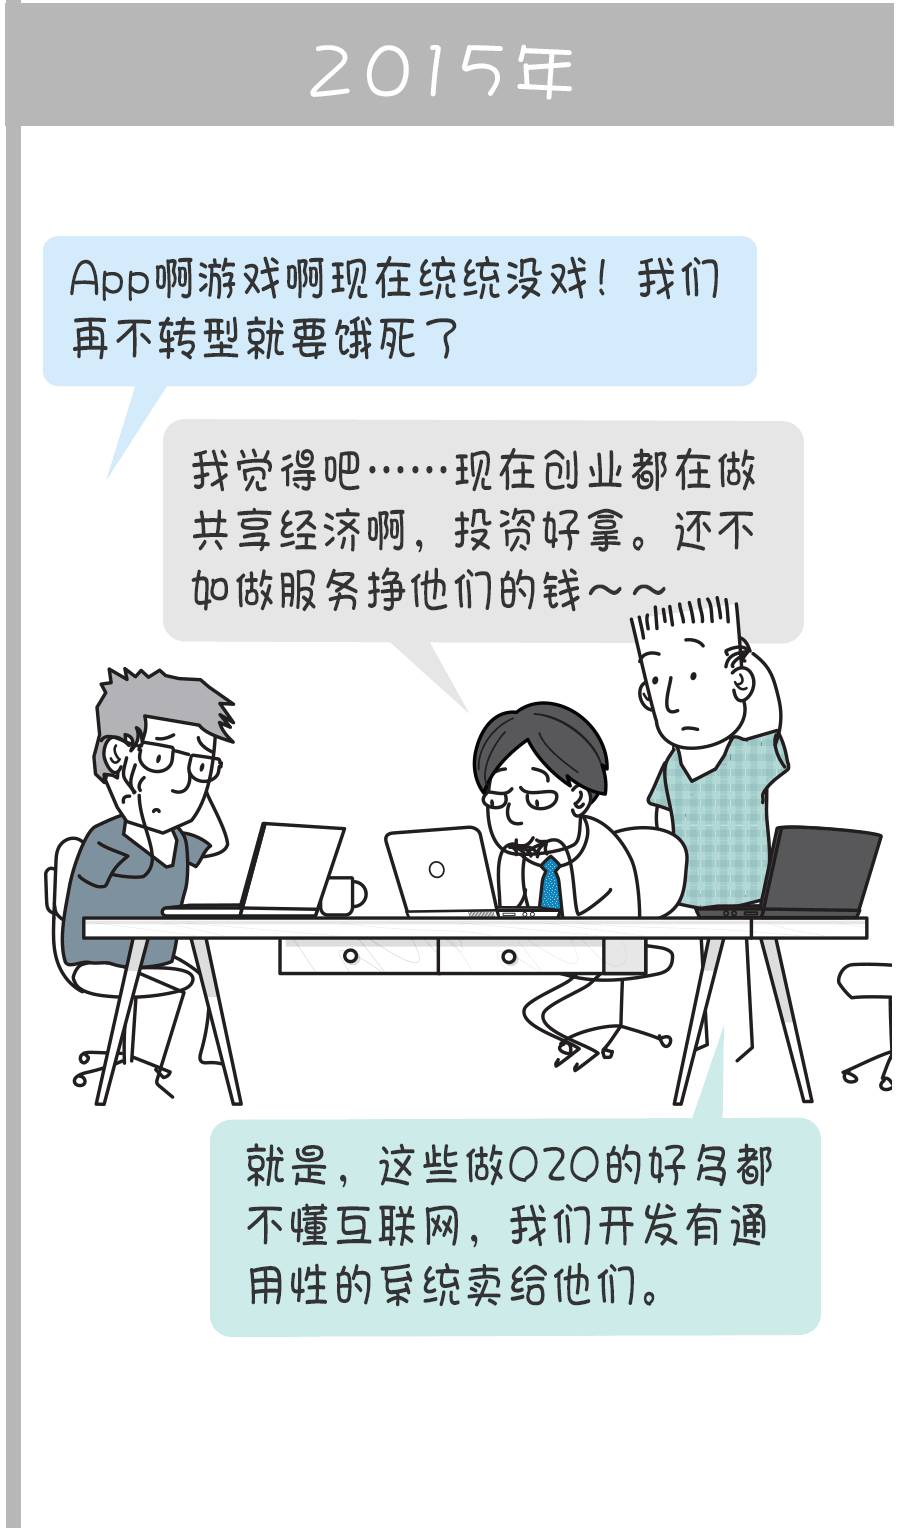 2015年
App啊游戏啊现在统统没戏！我们
再不转型就要饿死了
我觉得吧……现在创业都在做
共享经济啊，投资好拿。还不
如做服务挣他们的钱～～
就是，这些做O2O的好多都
不懂互联网，我们开发有通
用性的系统卖给他们。